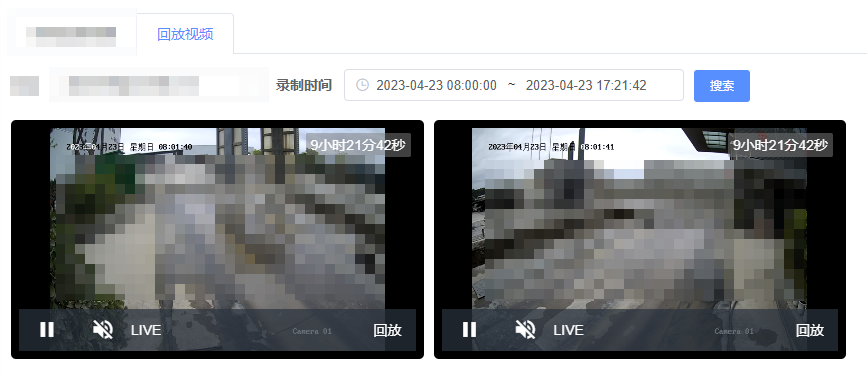 回放视频
录制时间 2023-04-23 08:00:00 ~ 2023-04-23 17:21:42 搜索
2023年04月23日 星期日 08:01:40 9小时21分42秒
2023年04月23日 星期日 08:01:41 9小时21分42秒
LIVE Camera 01 回放
LIVE Camera 01 回放